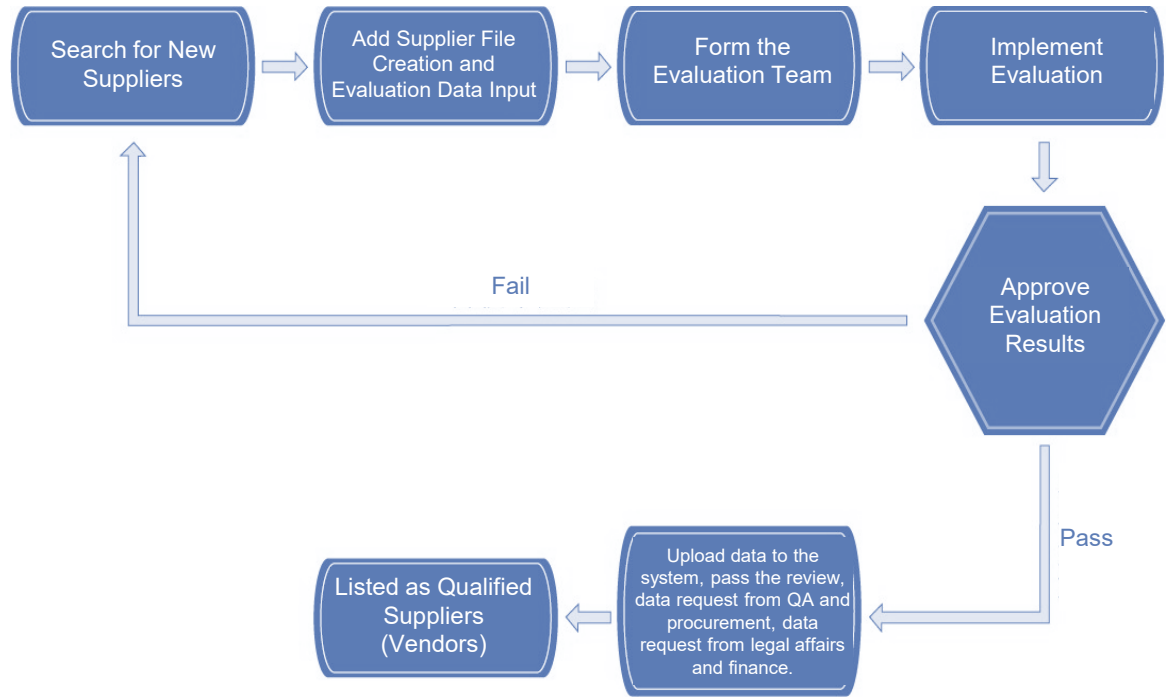 Search for New
Suppliers
Add Supplier File
Creation and
Evaluation Data Input
Form the
Evaluation Team
Implement
Evaluation
Fail
Approve
Evaluation
Results
Pass
Listed as Qualified
Suppliers
(Vendors)
Upload data to the
system, pass the review,
data request from QA and
procurement, data
request from legal affairs
and finance.